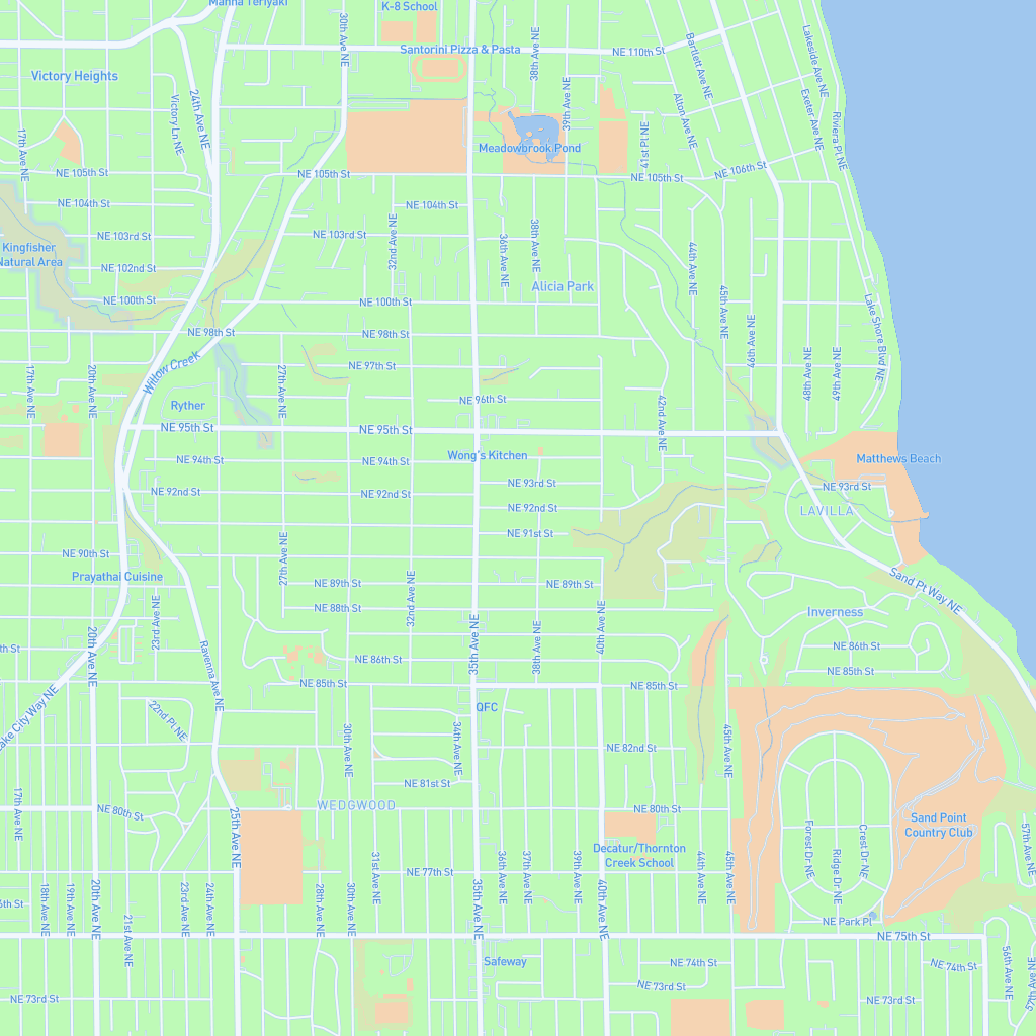 Manna Teriyaki
K-8 School
30th Ave NE
NE 110th St
Santorini Pizza & Pasta
38th Ave NE
Bartlett Ave NE
Lakeside Ave NE
Victory Heights
24th Ave NE
Victory Ln NE
39th Ave NE
Alton Ave NE
Exeter Ave NE
Riviera Pl NE
17th Ave NE
Meadowbrook Pond
41st Pl NE
NE 105th St
NE 105th St
NE 105th St
NE 106th St
NE 104th St
NE 104th St
32nd Ave NE
36th Ave NE
38th Ave NE
44th Ave NE
NE 103rd St
NE 103rd St
Kingfisher
Natural Area
NE 102nd St
Alicia Park
45th Ave NE
NE 100th St
NE 100th St
46th Ave NE
Lake Shore Blvd NE
NE 98th St
NE 98th St
Willow Creek
NE 97th St
27th Ave NE
48th Ave NE
49th Ave NE
17th Ave NE
20th Ave NE
Ryther
NE 96th St
42nd Ave NE
NE 95th St
NE 95th St
NE 94th St
NE 94th St
Wong's Kitchen
Matthews Beach
NE 93rd St
NE 93rd St
NE 92nd St
NE 92nd St
NE 92nd St
LAVILLA
NE 91st St
NE 90th St
27th Ave NE
Prayathai Cuisine
NE 89th St
NE 89th St
32nd Ave NE
Sand Pt Way NE
NE 88th St
Inverness
23rd Ave NE
20th Ave NE
35th Ave NE
38th Ave NE
40th Ave NE
Ravenna Ave NE
NE 86th St
NE 86th St
NE 85th St
NE 85th St
NE 85th St
Lake City Way NE
22nd Pl NE
QFC
30th Ave NE
34th Ave NE
NE 82nd St
45th Ave NE
NE 81st St
17th Ave NE
NE 80th St
WEDGWOOD
NE 80th St
25th Ave NE
Sand Point
Country Club
Forest Dr NE
Ridge Dr NE
Crest Dr NE
57th Ave NE
Decatur/Thornton
Creek School
31st Ave NE
NE 77th St
36th Ave NE
37th Ave NE
39th Ave NE
44th Ave NE
45th Ave NE
18th Ave NE
19th Ave NE
20th Ave NE
21st Ave NE
23rd Ave NE
24th Ave NE
28th Ave NE
30th Ave NE
35th Ave NE
40th Ave NE
NE Park Pl
NE 75th St
Safeway
NE 74th St
NE 74th St
56th Ave NE
57th Ave NE
NE 73rd St
NE 73rd St
NE 73rd St